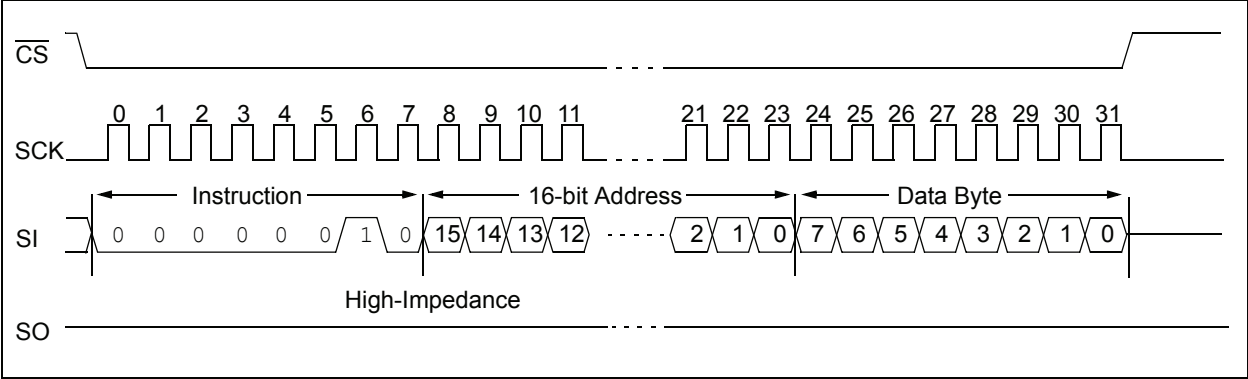 CS
0 1 2 3 4 5 6 7 8 9 10 11 21 22 23 24 25 26 27 28 29 30 31
SCK
Instruction 16-bit Address Data Byte
SI 0 0 0 0 0 0 1 0 15 14 13 12 2 1 0 7 6 5 4 3 2 1 0
High-Impedance
SO